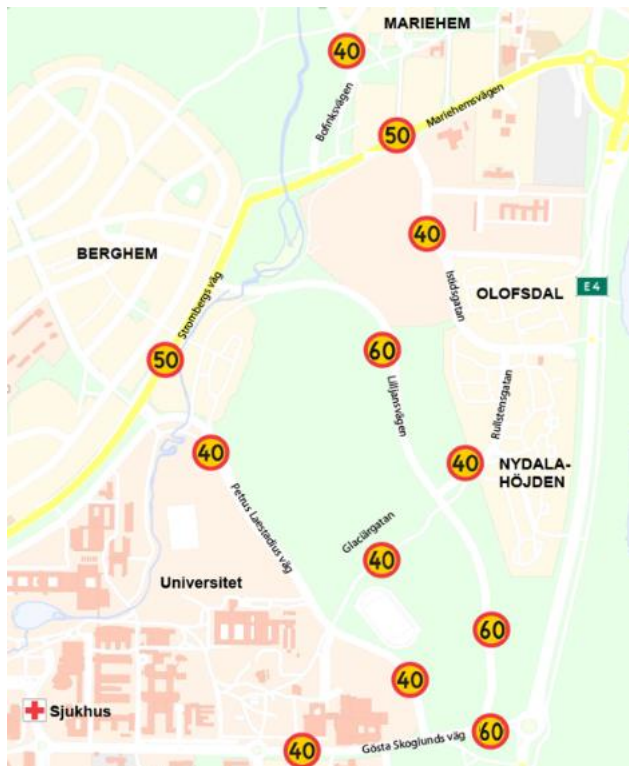 MARIEHEM
40
Bofinksvägen
Mariehemsvägen
50
40
BERGHEM
Strombergs väg
Istidsgatan
OLOFSDAL
E 4
50
60
Liljansvägen
Rullstensgatan
40
40
NYDALA-
HÖJDEN
Petrus Laestadius väg
Glaciärgatan
40
Universitet
60
40
Sjukhus
40
Gösta Skoglunds väg
60